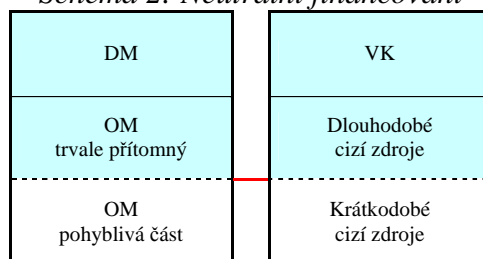 Schéma 2: Neutrální financování
DM
VK
OM
trvale přítomný
Dlouhodobé
cizí zdroje
OM
pohyblivá část
Krátkodobé
cizí zdroje